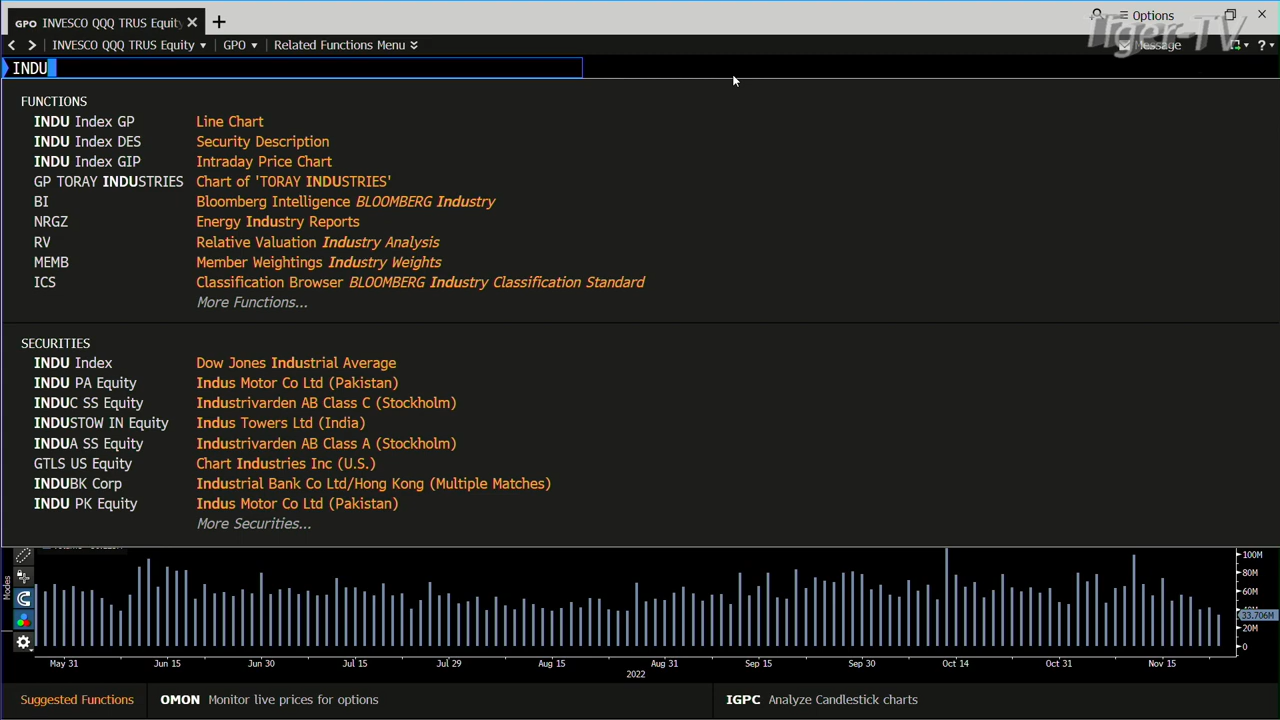 GPO INVESCO QQQ TRUS Equity
Options
INVESCO QQQ TRUS Equity GPO Related Functions Menu
Message ?
Tiger-TV
INDU
FUNCTIONS
INDU Index GP Line Chart
INDU Index DES Security Description
INDU Index GIP Intraday Price Chart
GP TORAY INDUSTRIES Chart of 'TORAY INDUSTRIES'
BI Bloomberg Intelligence BLOOMBERG Industry
NRGZ Energy Industry Reports
RV Relative Valuation Industry Analysis
MEMB Member Weightings Industry Weights
ICS Classification Browser BLOOMBERG Industry Classification Standard
More Functions...
SECURITIES
INDU Index Dow Jones Industrial Average
INDU PA Equity Indus Motor Co Ltd (Pakistan)
INDUC SS Equity Industrivarden AB Class C (Stockholm)
INDUSTOW IN Equity Indus Towers Ltd (India)
INDUA SS Equity Industrivarden AB Class A (Stockholm)
GTLS US Equity Chart Industries Inc (U.S.)
INDUBK Corp Industrial Bank Co Ltd/Hong Kong (Multiple Matches)
INDU PK Equity Indus Motor Co Ltd (Pakistan)
More Securities...
100M
80M
60M
33.706M
20M
0
Modes
May 31 Jun 15 Jun 30 Jul 15 Jul 29 Aug 15 Aug 31 Sep 15 Sep 30 Oct 14 Oct 31 Nov 15
2022
Suggested Functions OMON Monitor live prices for options IGPC Analyze Candlestick charts